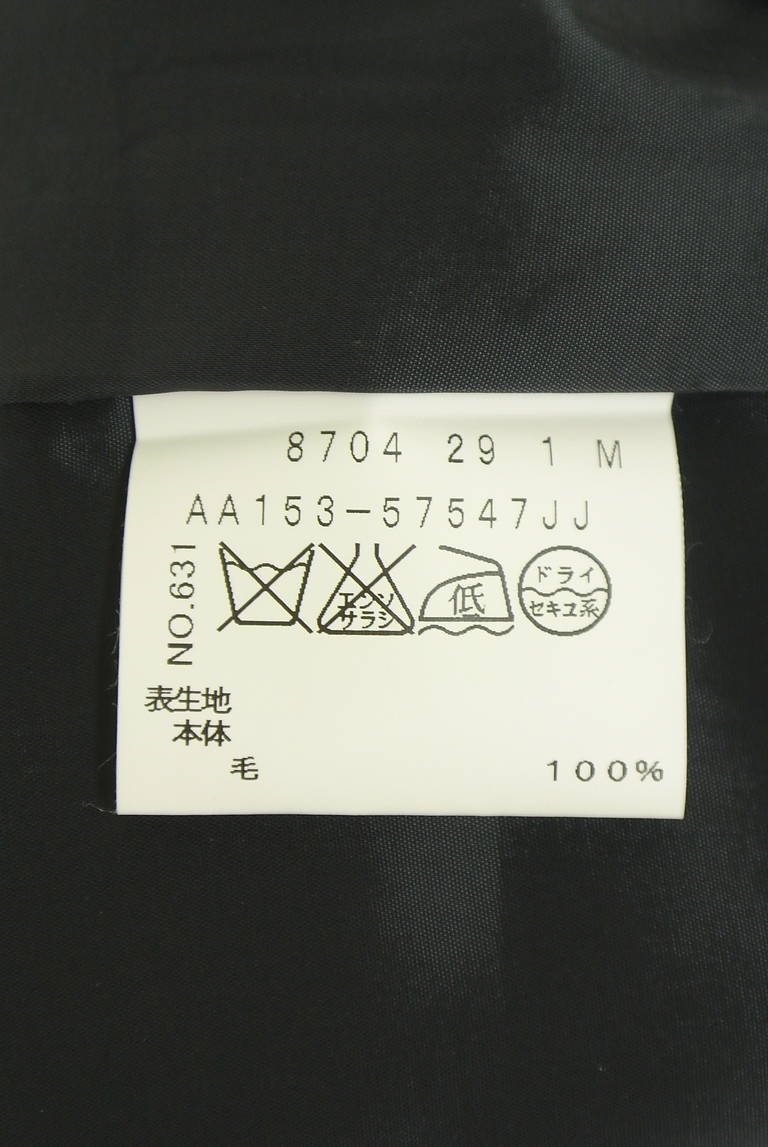 8704 29 1 M
AA153-57547JJ
NO.631
エンソ
サラシ
低
ドライ
セキユ系
表生地
本体
毛 100%